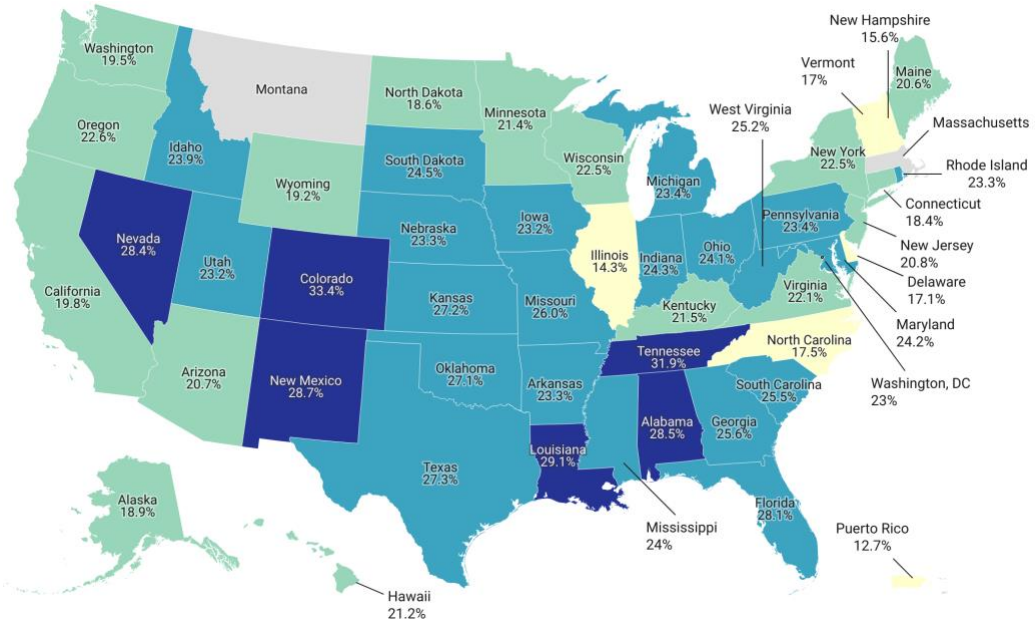 New Hampshire
15.6%
Washington
19.5%
Vermont
17%
Maine
20.6%
Montana
North Dakota
18.6%
Minnesota
21.4%
West Virginia
25.2%
Massachusetts
Oregon
22.6%
Idaho
23.9%
South Dakota
24.5%
Wisconsin
22.5%
New York
22.5%
Rhode Island
23.3%
Wyoming
19.2%
Michigan
23.4%
Connecticut
18.4%
Nevada
28.4%
Utah
23.2%
Nebraska
23.3%
Iowa
23.2%
Pennsylvania
23.4%
New Jersey
20.8%
Colorado
33.4%
Illinois
14.3%
Indiana
24.3%
Ohio
24.1%
Delaware
17.1%
California
19.8%
Kansas
27.2%
Missouri
26.0%
Kentucky
21.5%
Virginia
22.1%
Maryland
24.2%
Arizona
20.7%
New Mexico
28.7%
Oklahoma
27.1%
Arkansas
23.3%
Tennessee
31.9%
North Carolina
17.5%
Washington, DC
23%
South Carolina
25.5%
Alabama
28.5%
Georgia
25.6%
Texas
27.3%
Louisiana
29.1%
Alaska
18.9%
Florida
28.1%
Mississippi
24%
Puerto Rico
12.7%
Hawaii
21.2%